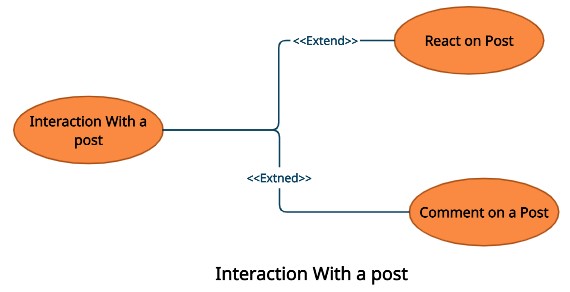 <<Extend>>
React on Post
Interaction With a
post
<<Extned>>
Comment on a Post
Interaction With a post